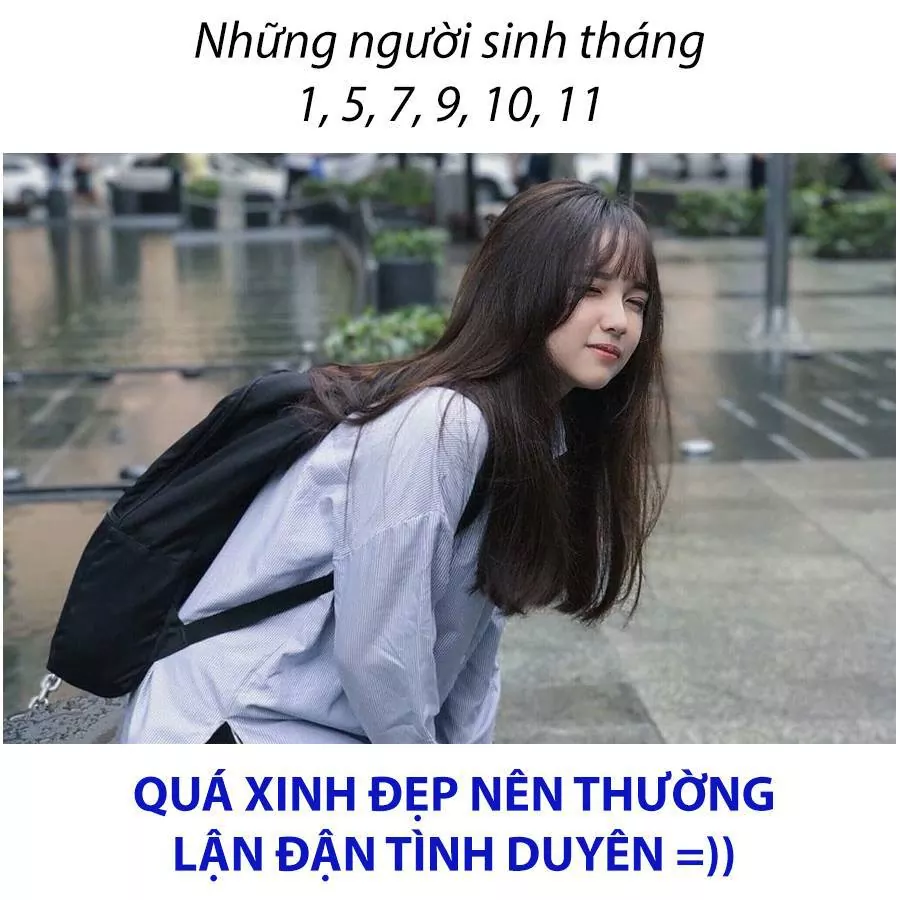 Những người sinh tháng
1, 5, 7, 9, 10, 11
QUÁ XINH ĐẸP NÊN THƯỜNG
LẬN ĐẬN TÌNH DUYÊN =))